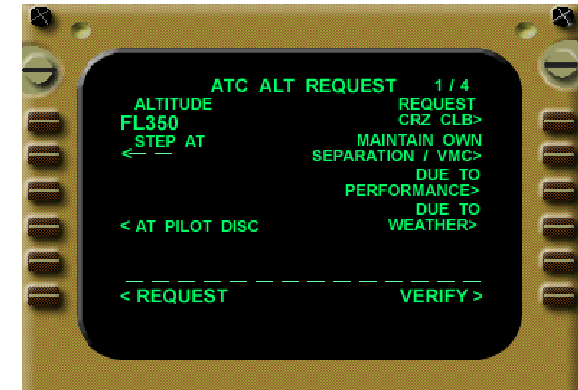 ATC ALT REQUEST 1 / 4
ALTITUDE REQUEST
FL350 CRZ CLB>
STEP AT MAINTAIN OWN
<— — SEPARATION / VMC>
DUE TO
PERFORMANCE>
DUE TO
< AT PILOT DISC WEATHER>
< REQUEST VERIFY >